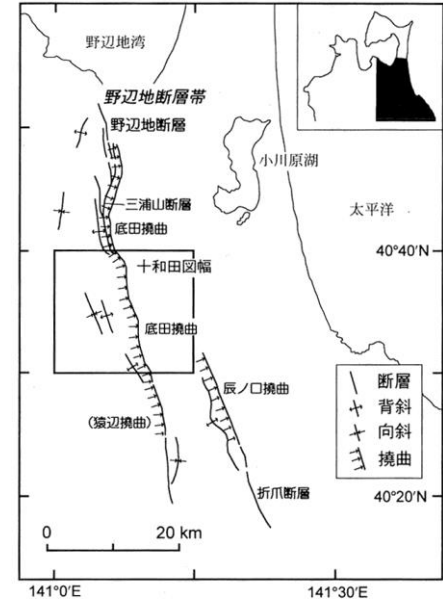 野辺地湾
野辺地断層帯
野辺地断層
小川原湖
三浦山断層
底田撓曲
太平洋
40°40'N
十和田図幅
底田撓曲
辰ノ口撓曲
断層
背斜
向斜
撓曲
(猿辺撓曲)
折爪断層
40°20'N
0 20 km
141°0'E
141°30'E